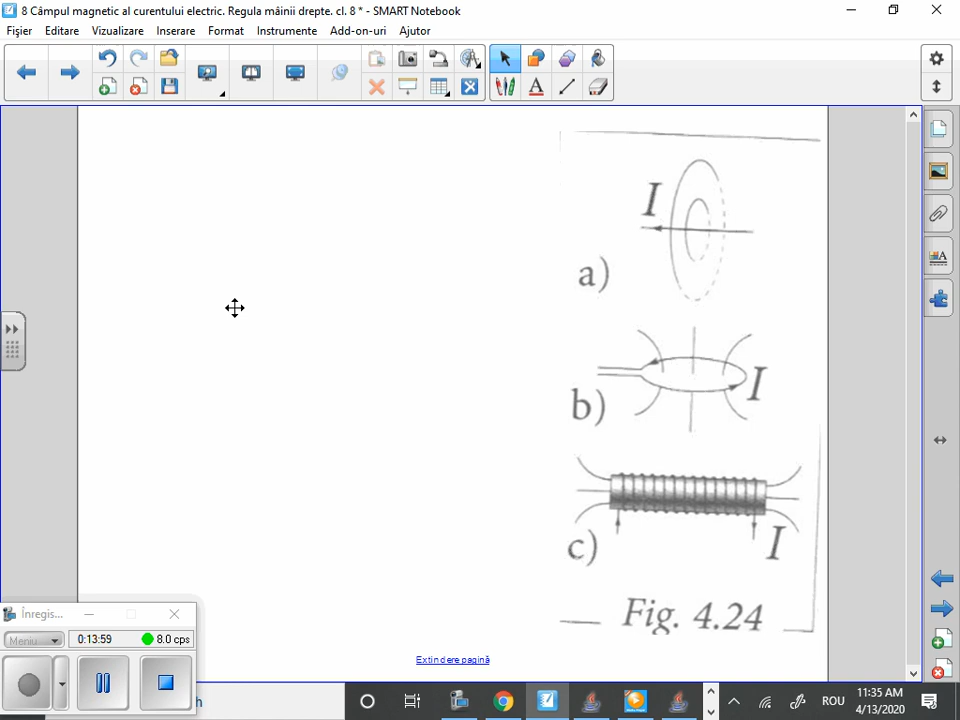 8 Câmpul magnetic al curentului electric. Regula mâinii drepte. cl. 8 * - SMART Notebook
Fișier Editare Vizualizare Inserare Format Instrumente Add-on-uri Ajutor
I
a)
I
b)
I
c)
Fig. 4.24
Extindere pagină
Înregis...
Meniu 0:13:59 8.0 cps
h
ROU
11:35 AM
4/13/2020